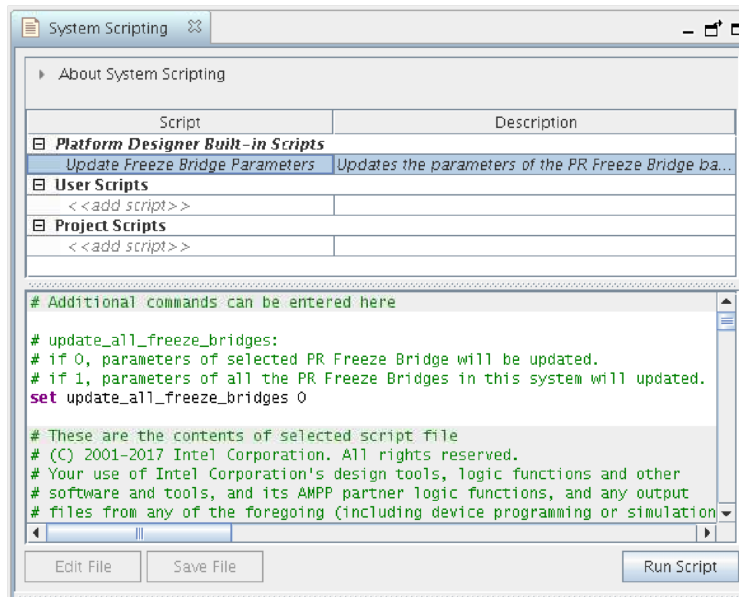 System Scripting
About System Scripting
Script Description
Platform Designer Built-in Scripts
Update Freeze Bridge Parameters Updates the parameters of the PR Freeze Bridge ba...
User Scripts
<<add script>>
Project Scripts
<<add script>>
# Additional commands can be entered here
# update_all_freeze_bridges:
# if 0, parameters of selected PR Freeze Bridge will be updated.
# if 1, parameters of all the PR Freeze Bridges in this system will updated.
set update_all_freeze_bridges 0
# These are the contents of selected script file
# (C) 2001-2017 Intel Corporation. All rights reserved.
# Your use of Intel Corporation's design tools, logic functions and other
# software and tools, and its AMPP partner logic functions, and any output
# files from any of the foregoing (including device programming or simulation
Edit File Save File Run Script